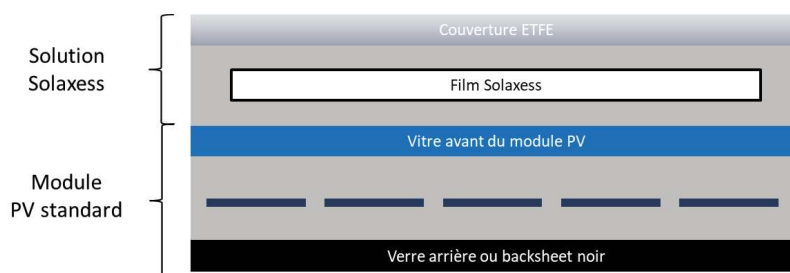 Couverture ETFE
Solution
Solaxess
Film Solaxess
Vitre avant du module PV
Module
PV standard
Verre arrière ou backsheet noir